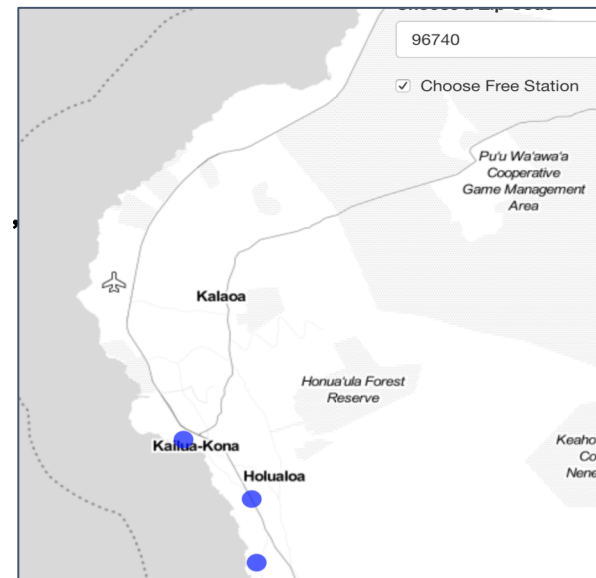 96740
Choose Free Station
Pu'u Wa'awa'a
Cooperative
Game Management
Area
Kalaoa
Honua'ula Forest
Reserve
Kailua-Kona
Holualoa